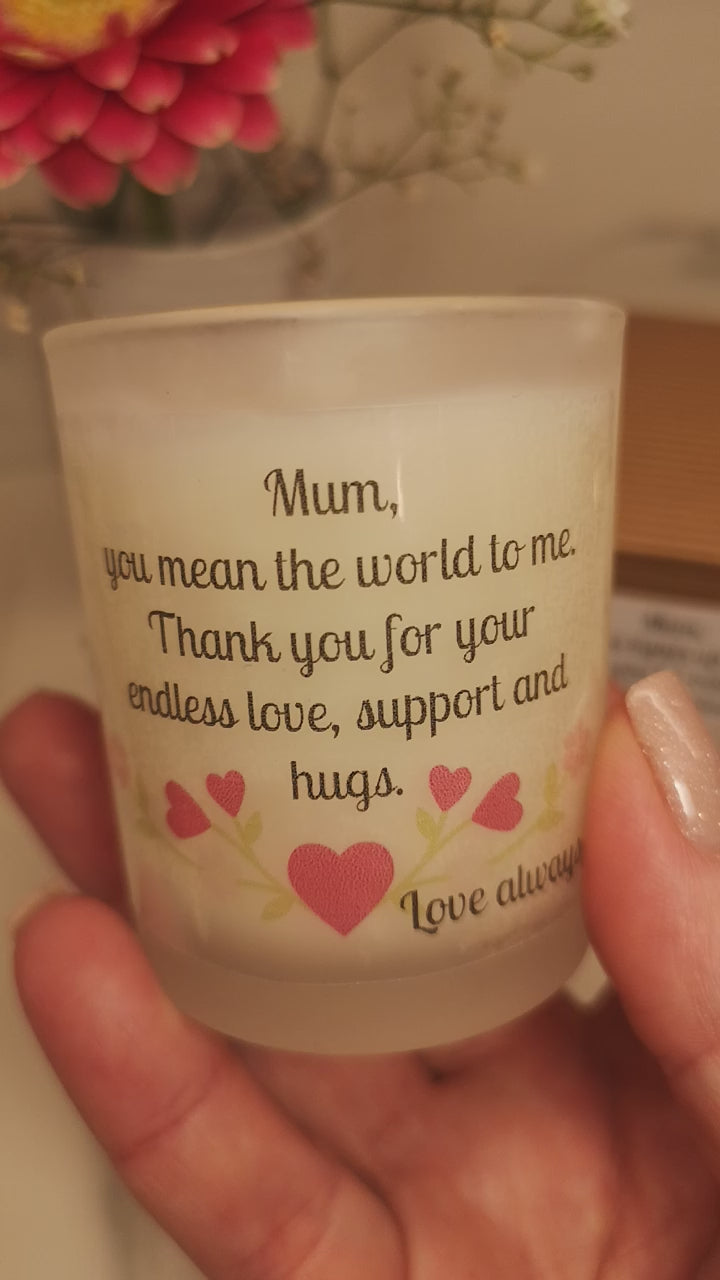 Mum,
you mean the world to me.
Thank you for your
endless love, support and
hugs.
Love always